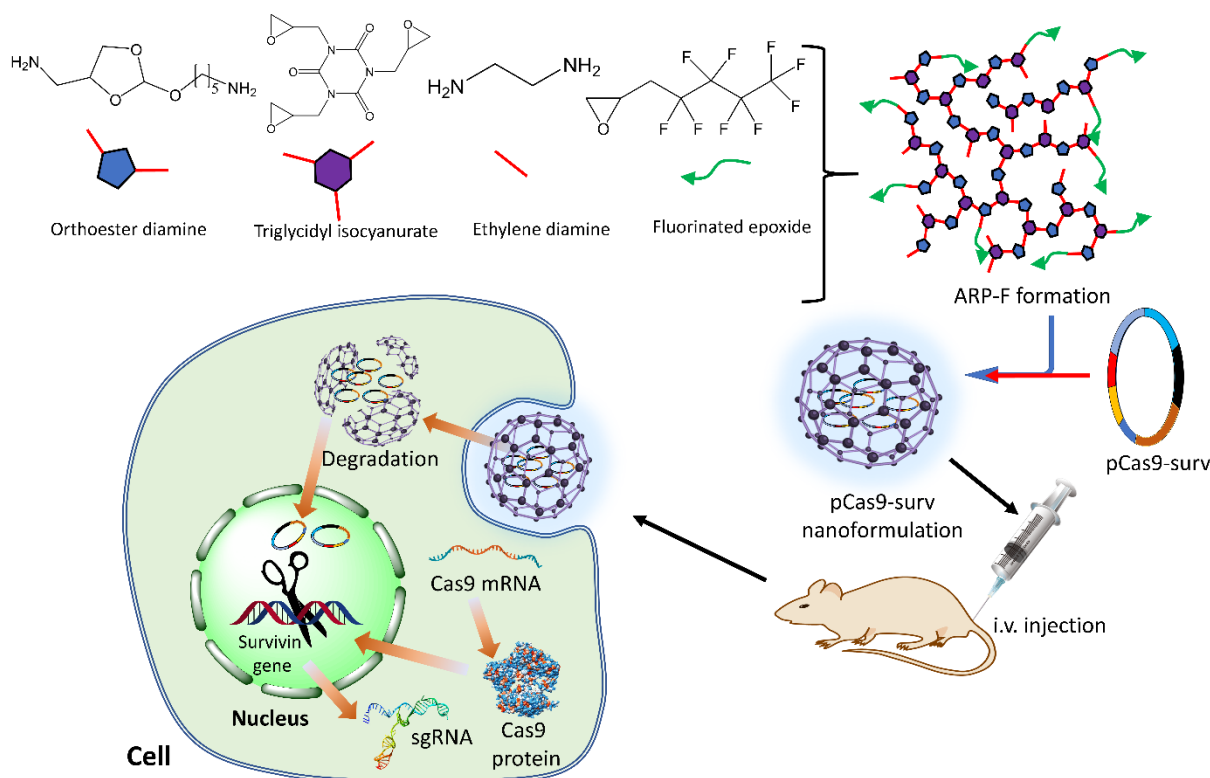 H₂N
O
O
O
5
NH₂
O
O
O
N
N
O
N
O
O
O
H₂N
NH₂
O
F
F
F
F
F
F
F
F
F
Orthoester diamine
Triglycidyl isocyanurate
Ethylene diamine
Fluorinated epoxide
ARP-F formation
pCas9-surv
pCas9-surv
nanoformulation
i.v. injection
Degradation
Cas9 mRNA
Survivin
gene
Nucleus
sgRNA
Cas9
protein
Cell